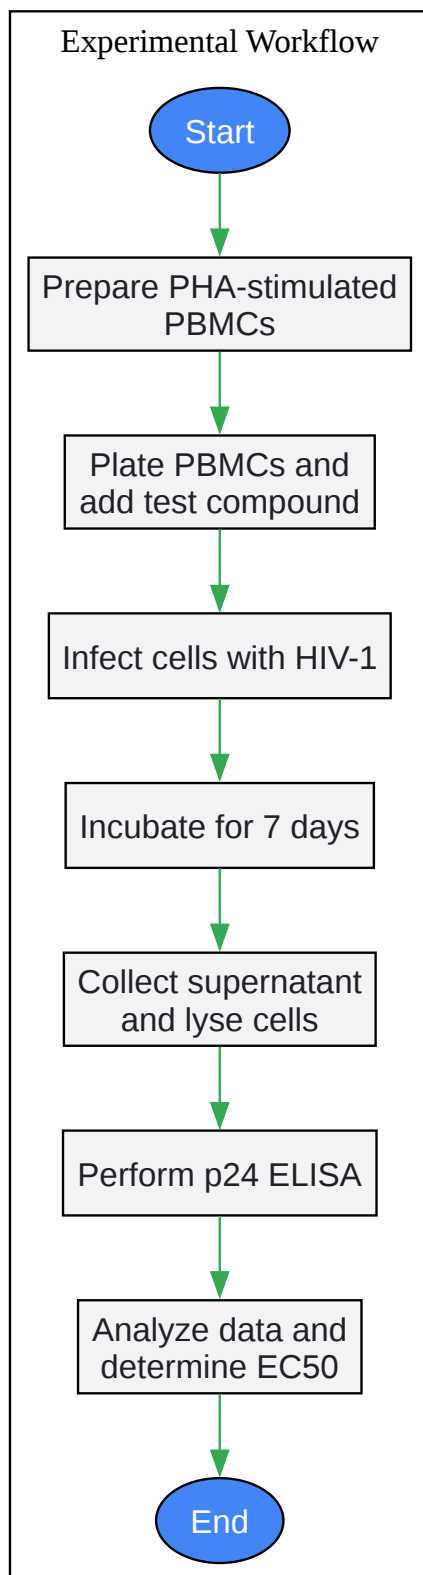 Experimental Workflow
Start
Prepare PHA-stimulated
PBMCs
Plate PBMCs and
add test compound
Infect cells with HIV-1
Incubate for 7 days
Collect supernatant
and lyse cells
Perform p24 ELISA
Analyze data and
determine EC50
End